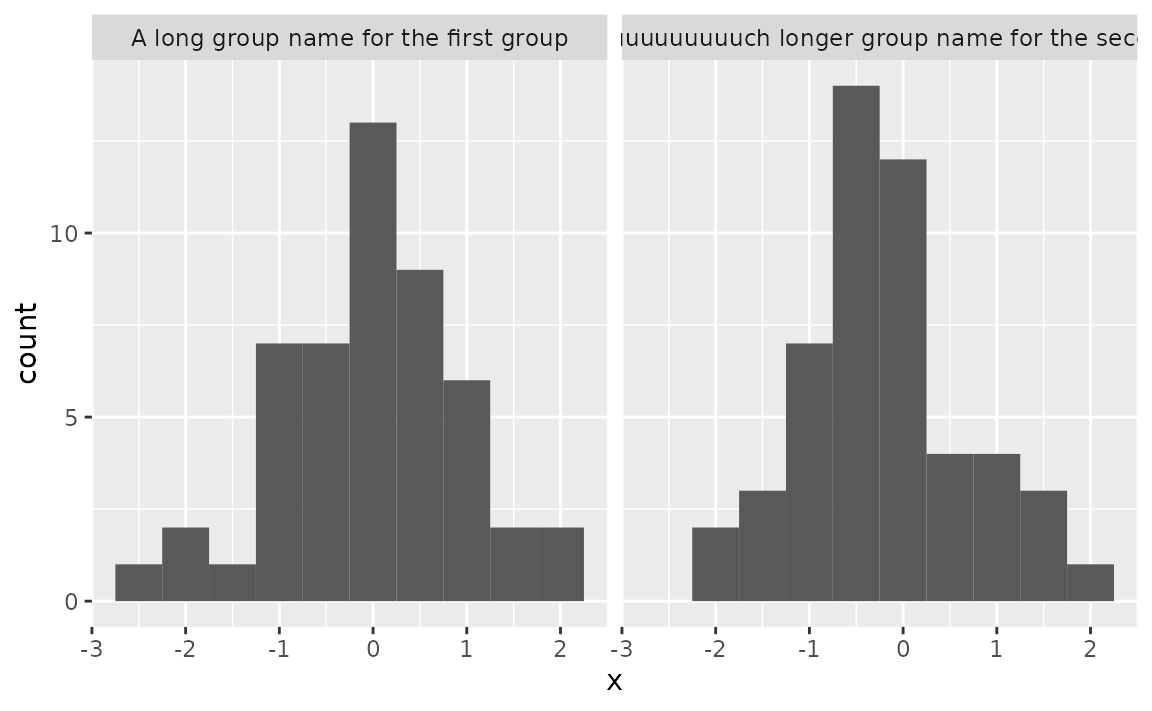 A long group name for the first group
uuuuuuuuch longer group name for the sec
count
10
5
0
-3 -2 -1 0 1 2
-3 -2 -1 0 1 2
x